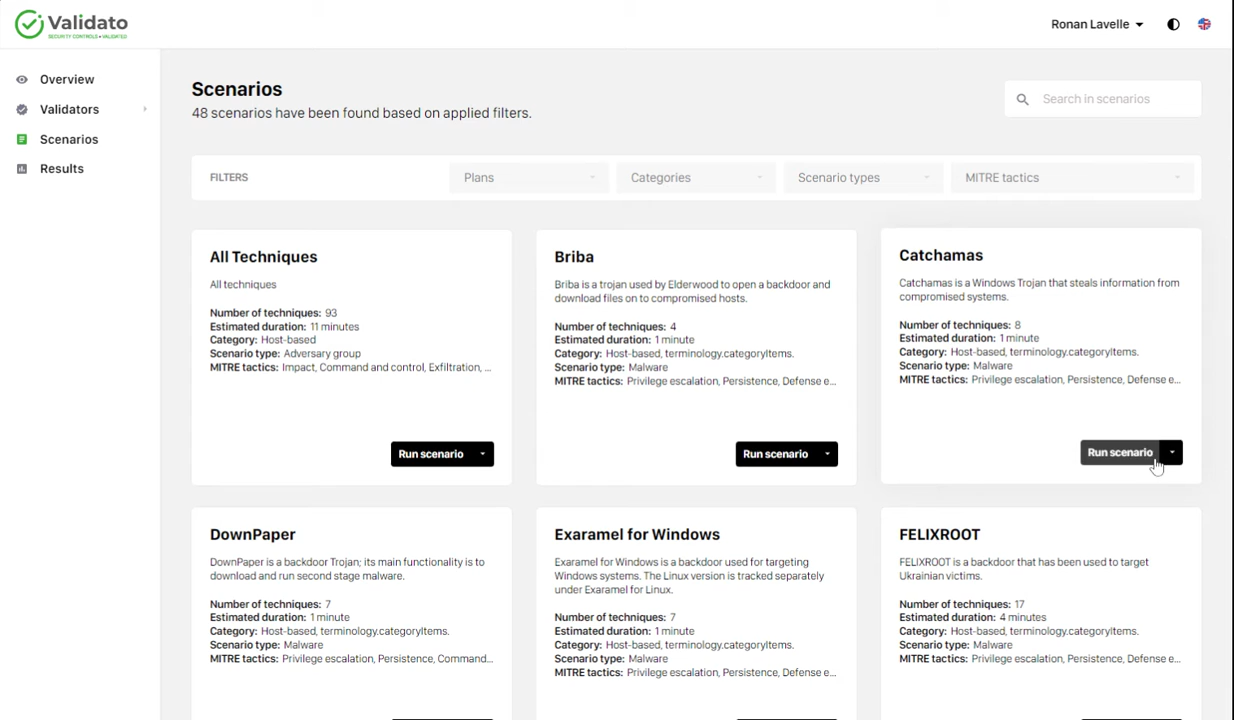 Validato
SECURITY CONTROLS • VALIDATED
Ronan Lavelle
Overview
Validators
Scenarios
Results
Scenarios
48 scenarios have been found based on applied filters.
Search in scenarios
FILTERS
Plans
Categories
Scenario types
MITRE tactics
All Techniques
All techniques
Number of techniques: 93
Estimated duration: 11 minutes
Category: Host-based
Scenario type: Adversary group
MITRE tactics: Impact, Command and control, Exfiltration, ...
Run scenario
Briba
Briba is a trojan used by Elderwood to open a backdoor and
download files on to compromised hosts.
Number of techniques: 4
Estimated duration: 1 minute
Category: Host-based, terminology.categoryItems.
Scenario type: Malware
MITRE tactics: Privilege escalation, Persistence, Defense e...
Run scenario
Catchamas
Catchamas is a Windows Trojan that steals information from
compromised systems.
Number of techniques: 8
Estimated duration: 1 minute
Category: Host-based, terminology.categoryItems.
Scenario type: Malware
MITRE tactics: Privilege escalation, Persistence, Defense e...
Run scenario
DownPaper
DownPaper is a backdoor Trojan; its main functionality is to
download and run second stage malware.
Number of techniques: 7
Estimated duration: 1 minute
Category: Host-based, terminology.categoryItems.
Scenario type: Malware
MITRE tactics: Privilege escalation, Persistence, Command...
Exaramel for Windows
Exaramel for Windows is a backdoor used for targeting
Windows systems. The Linux version is tracked separately
under Exaramel for Linux.
Number of techniques: 7
Estimated duration: 1 minute
Category: Host-based, terminology.categoryItems.
Scenario type: Malware
MITRE tactics: Privilege escalation, Persistence, Defense e...
FELIXROOT
FELIXROOT is a backdoor that has been used to target
Ukrainian victims.
Number of techniques: 17
Estimated duration: 4 minutes
Category: Host-based, terminology.categoryItems.
Scenario type: Malware
MITRE tactics: Privilege escalation, Persistence, Defense e...